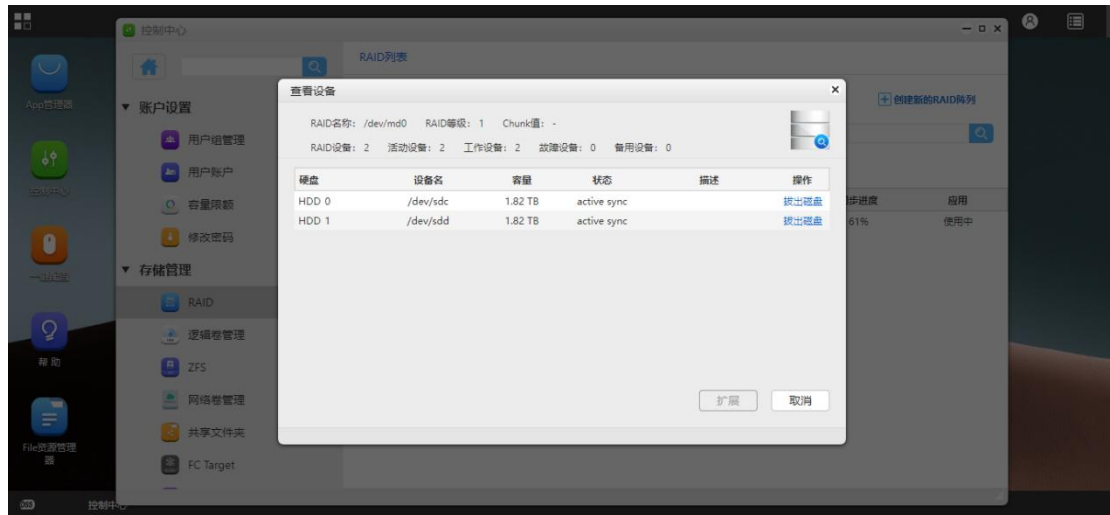 控制中心
RAID列表
App管理器
账户设置
查看设备
创建新的RAID阵列
用户组管理
RAID名称: /dev/md0 RAID等级: 1 Chunk值: -
RAID设备: 2 活动设备: 2 工作设备: 2 故障设备: 0 备用设备: 0
控制中心
用户账户
硬盘 设备名 容量 状态 描述 操作
容量限额
HDD 0 /dev/sdc 1.82 TB active sync 拔出磁盘
步进度 应用
HDD 1 /dev/sdd 1.82 TB active sync 拔出磁盘
61% 使用中
修改密码
存储管理
RAID
逻辑卷管理
帮助
ZFS
网络卷管理
扩展 取消
共享文件夹
File资源管理
器
FC Target
控制中心